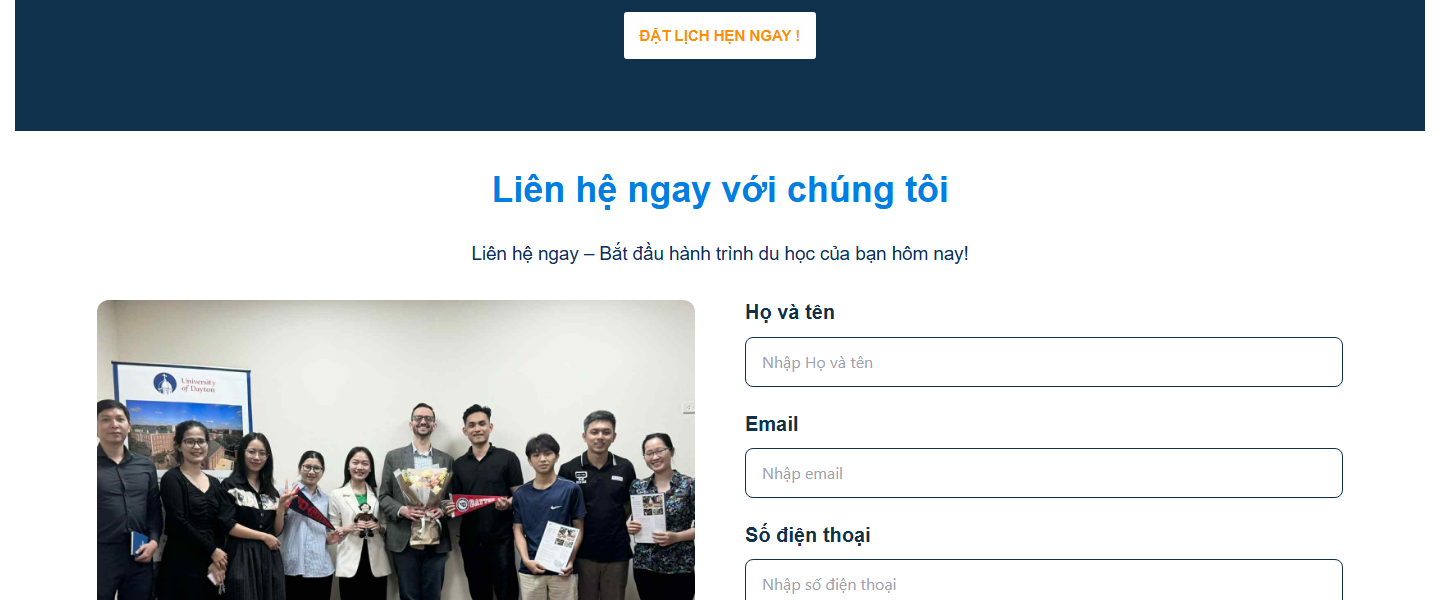 ĐẶT LỊCH HẸN NGAY !
Liên hệ ngay với chúng tôi
Liên hệ ngay – Bắt đầu hành trình du học của bạn hôm nay!
University
of Dayton
DAYTON
Họ và tên
Nhập Họ và tên
Email
Nhập email
Số điện thoại
Nhập số điện thoại